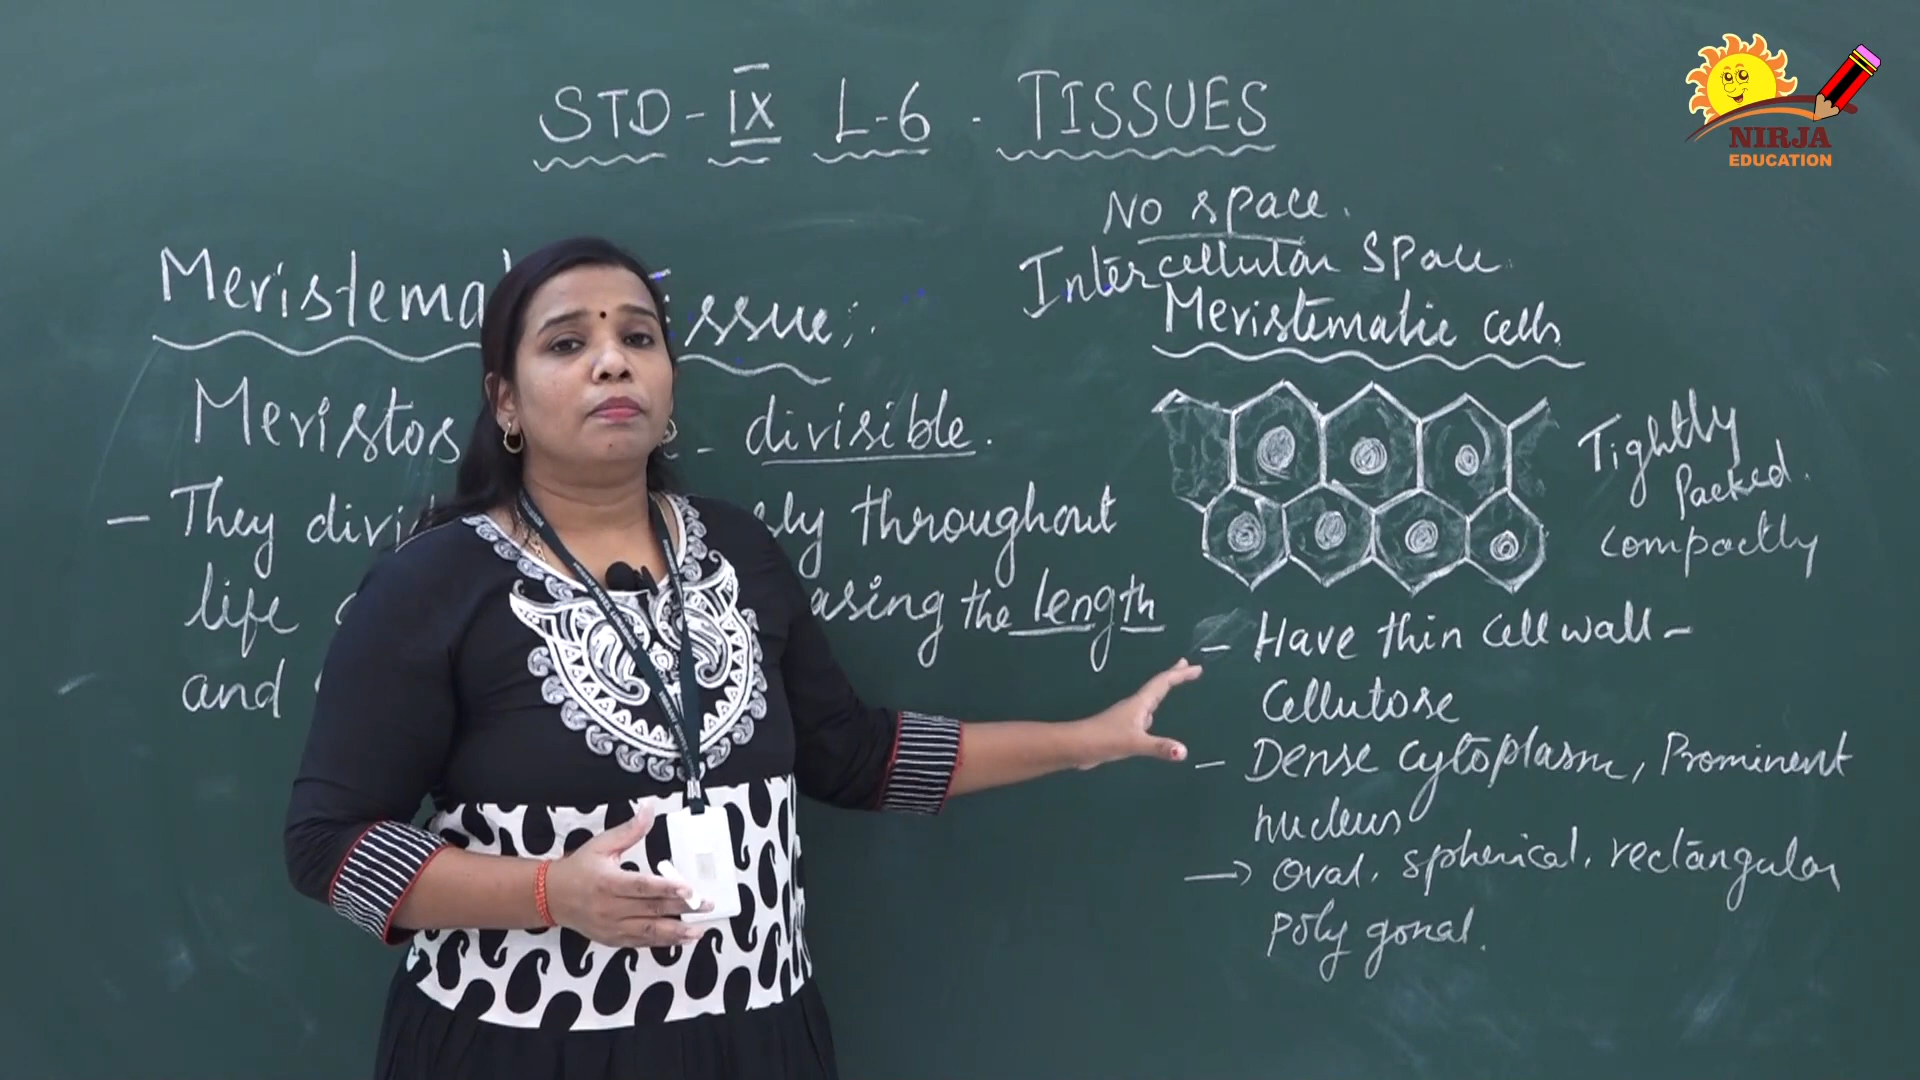 STD - IX L-6 - TISSUES
NIRJA
EDUCATION
Meristema issue:
Meristos - divisible.
- They divi ly throughout
life asing the length
and
No space.
Intercellular space
Meristematic cells
Tightly
Packed.
compactly
- Have thin cell wall -
Cellulose
- Dense cytoplasm, Prominent
nucleus
→ Oval, spherical, rectangular
polygonal.